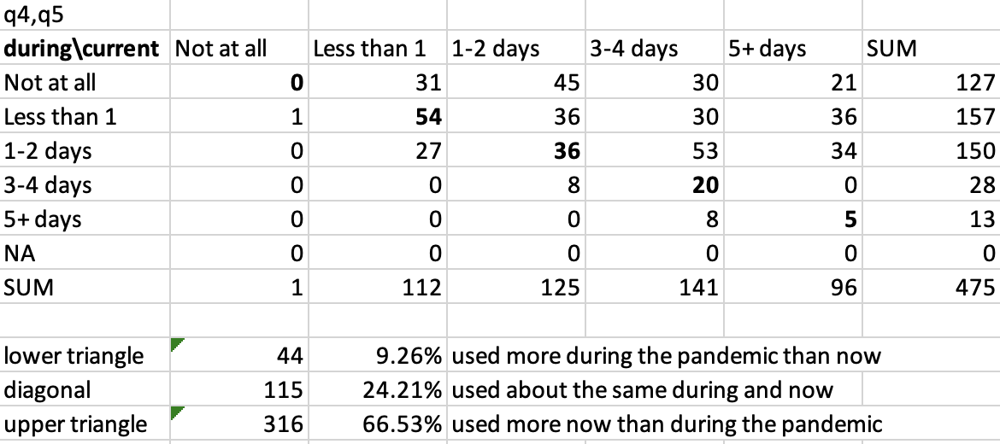 q4,q5
during\current Not at all Less than 1 1-2 days 3-4 days 5+ days SUM
Not at all 0 31 45 30 21 127
Less than 1 1 54 36 30 36 157
1-2 days 0 27 36 53 34 150
3-4 days 0 0 8 20 0 28
5+ days 0 0 0 8 5 13
NA 0 0 0 0 0 0
SUM 1 112 125 141 96 475
lower triangle 44 9.26% used more during the pandemic than now
diagonal 115 24.21% used about the same during and now
upper triangle 316 66.53% used more now than during the pandemic